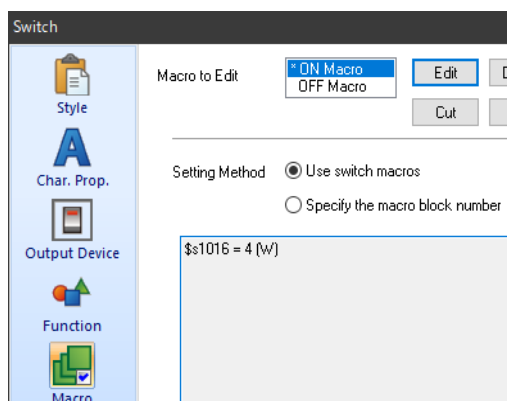 Switch
Style
Char. Prop.
Output Device
Function
Macro
Macro to Edit
* ON Macro
OFF Macro
Edit
Cut
Setting Method
Use switch macros
Specify the macro block number
$s1016 = 4 (W)